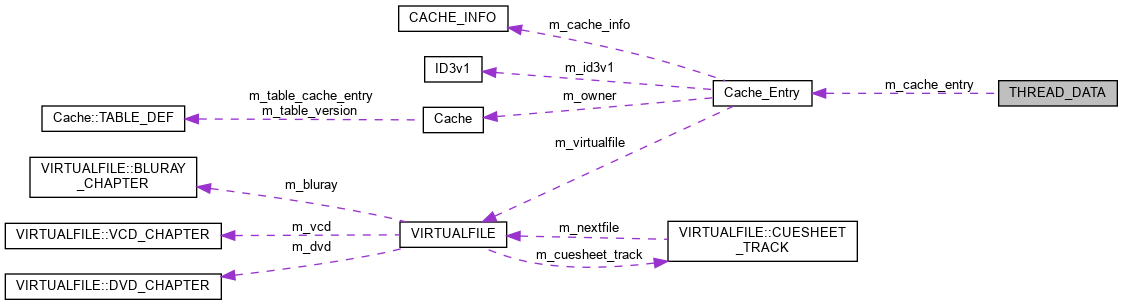 CACHE_INFO
m_cache_info
ID3v1
m_id3v1
m_cache_entry
THREAD_DATA
Cache_Entry
m_table_cache_entry
m_table_version
m_owner
Cache::TABLE_DEF
Cache
m_virtualfile
VIRTUALFILE::BLURAY
_CHAPTER
m_bluray
VIRTUALFILE::VCD_CHAPTER
m_vcd
VIRTUALFILE
m_nextfile
VIRTUALFILE::CUESHEET
_TRACK
m_dvd
m_cuesheet_track
VIRTUALFILE::DVD_CHAPTER